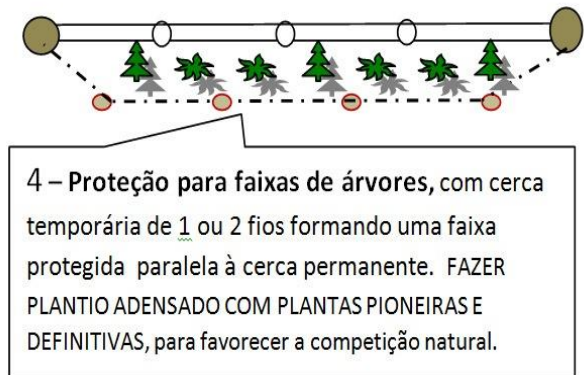 4 – Proteção para faixas de árvores, com cerca
temporária de 1 ou 2 fios formando uma faixa
protegida paralela à cerca permanente. FAZER
PLANTIO ADENSADO COM PLANTAS PIONEIRAS E
DEFINITIVAS, para favorecer a competição natural.